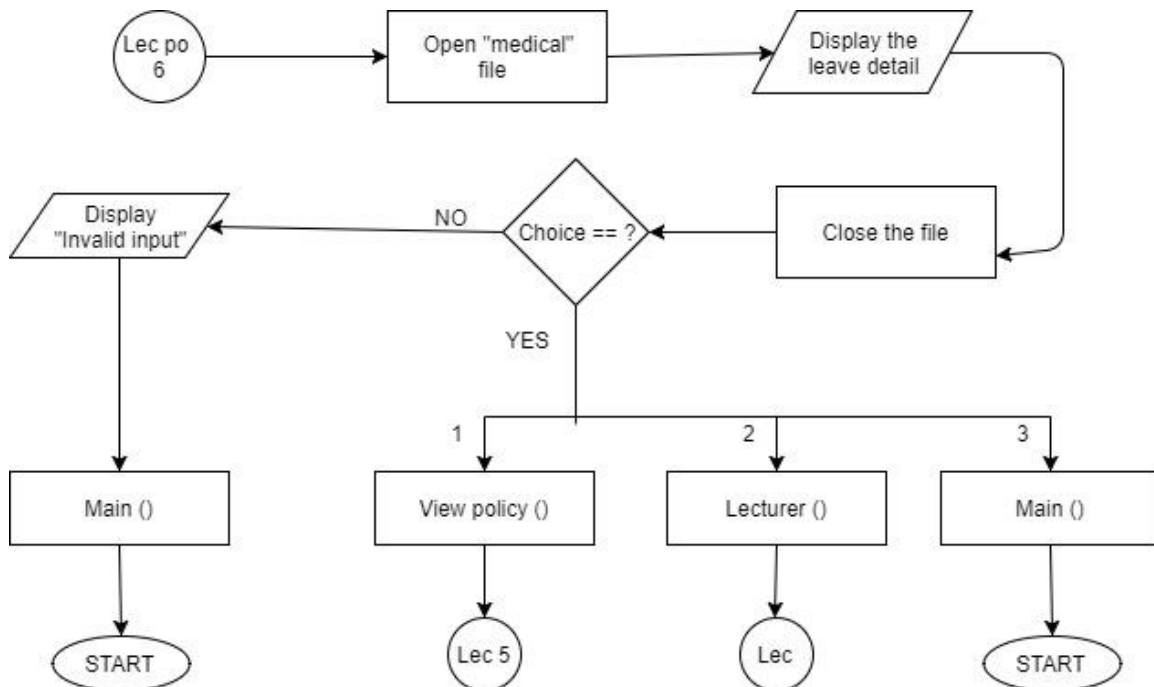 Lec po
6
Open "medical"
file
Display the
leave detail
Display
"Invalid input"
NO
Choice == ?
Close the file
YES
1
2
3
Main ()
View policy ()
Lecturer ()
Main ()
START
Lec 5
Lec
START